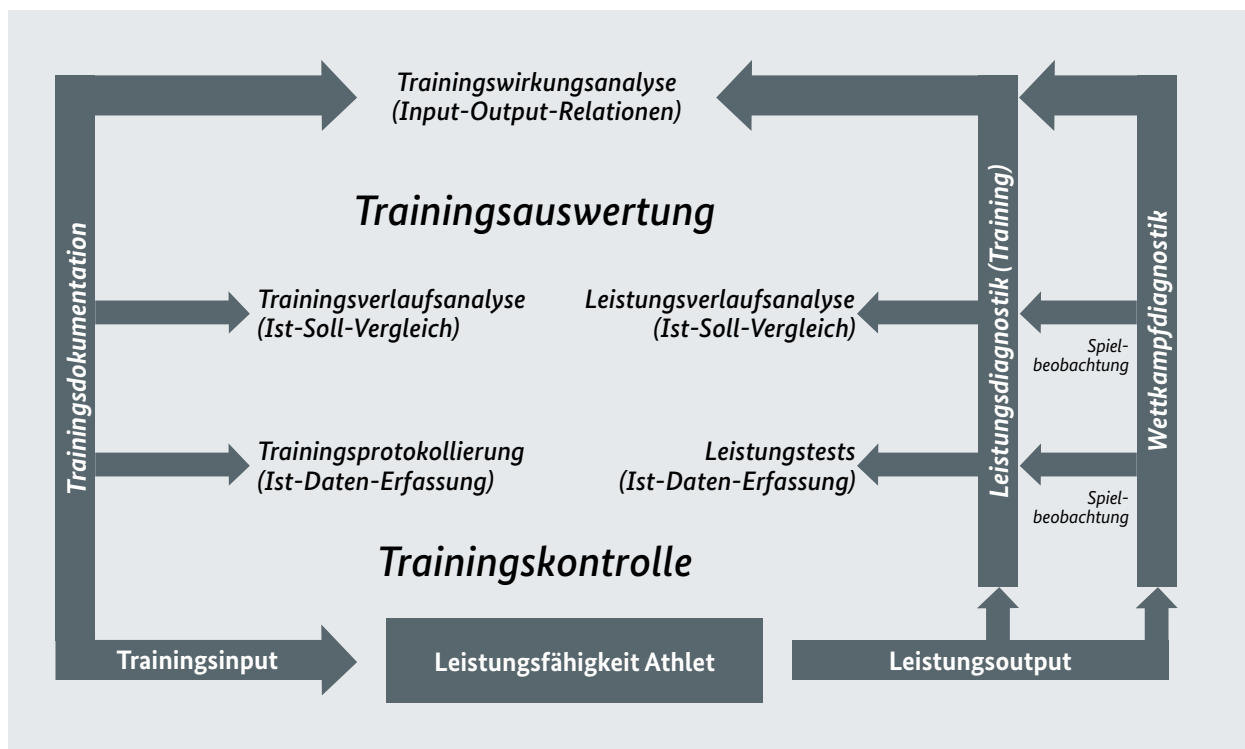 Trainingswirkungsanalyse
(Input-Output-Relationen)
Trainingsauswertung
Trainingsdokumentation
Trainingsverlaufsanalyse
(Ist-Soll-Vergleich)
Leistungsverlaufsanalyse
(Ist-Soll-Vergleich)
Leistungsdiagnostik (Training)
Spiel-
beobachtung
Wettkampfdiagnostik
Trainingsprotokollierung
(Ist-Daten-Erfassung)
Leistungstests
(Ist-Daten-Erfassung)
Spiel-
beobachtung
Trainingskontrolle
Trainingsinput
Leistungsfähigkeit Athlet
Leistungsoutput